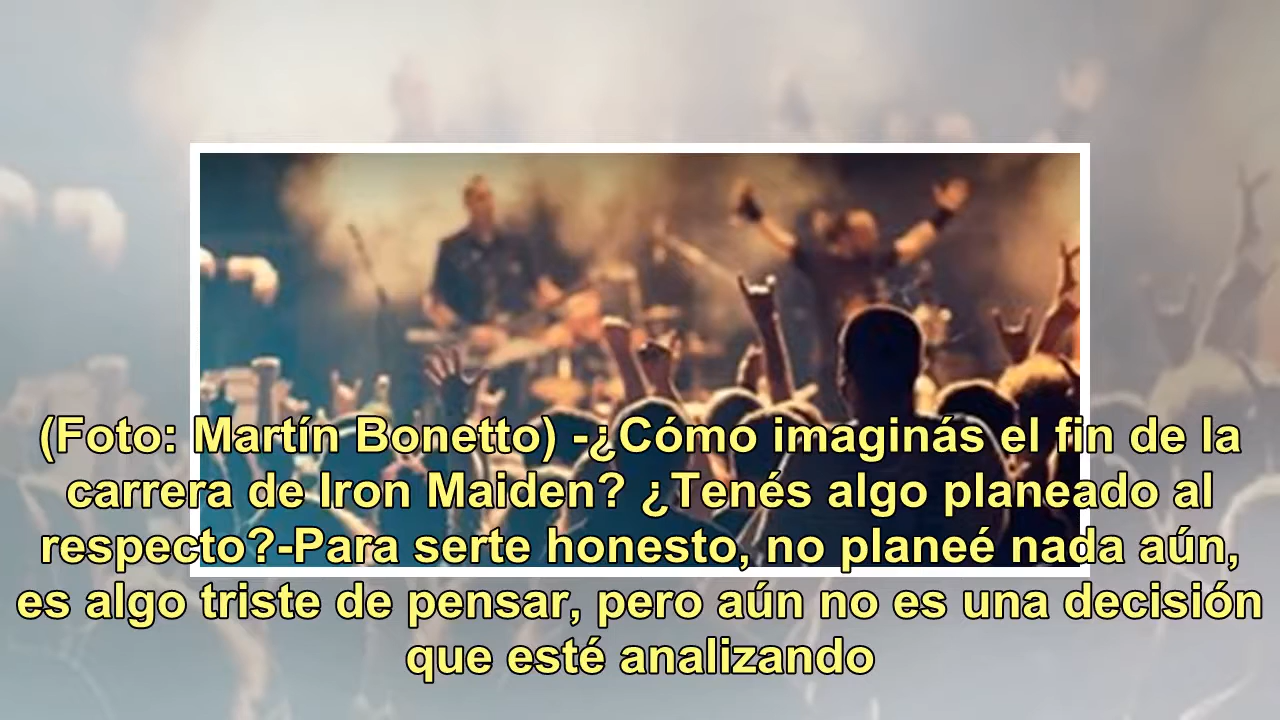 (Foto: Martín Bonetto) -¿Cómo imaginás el fin de la
carrera de Iron Maiden? ¿Tenés algo planeado al
respecto?-Para serte honesto, no planeé nada aún,
es algo triste de pensar, pero aún no es una decisión
que esté analizando